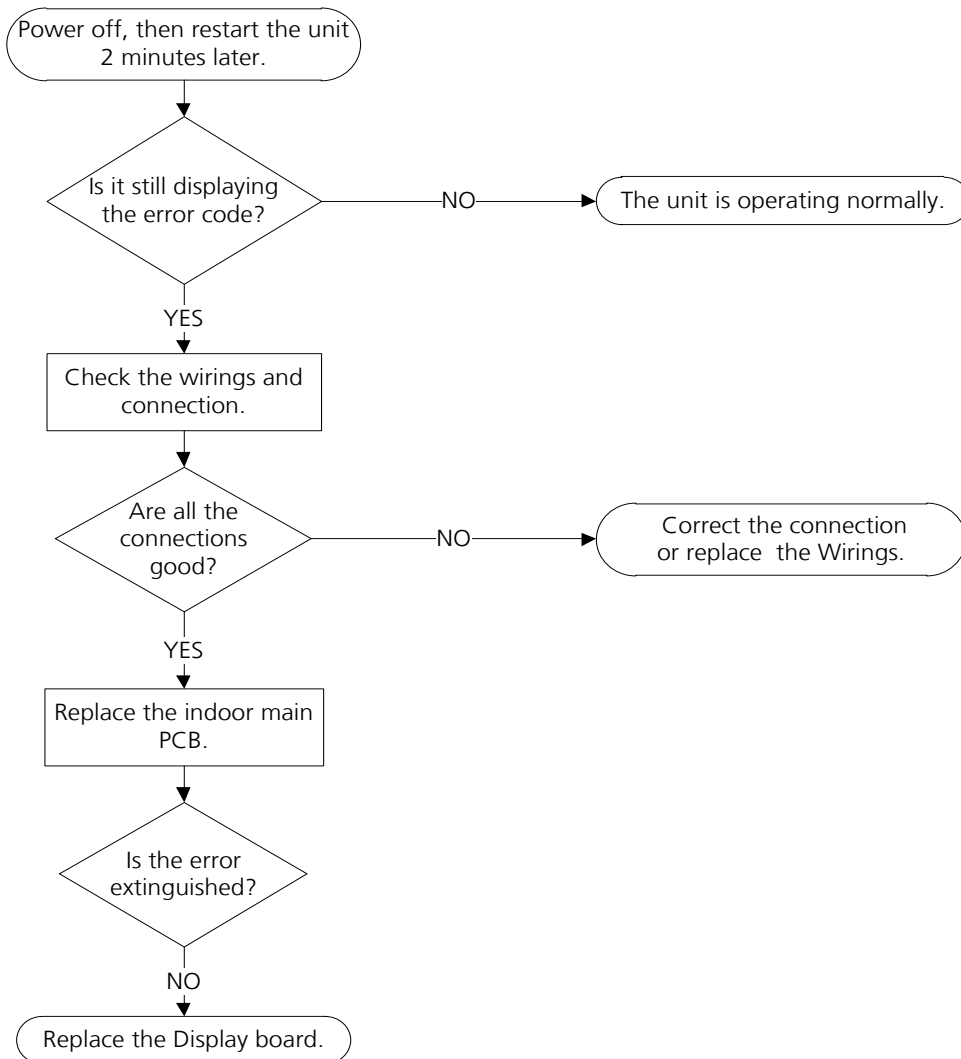 Power off, then restart the unit
2 minutes later.
Is it still displaying
the error code?
NO
The unit is operating normally.
YES
Check the wirings and
connection.
Are all the
connections
good?
NO
Correct the connection
or replace  the Wirings.
YES
Replace the indoor main
PCB.
Is the error
extinguished?
NO
Replace the Display board.